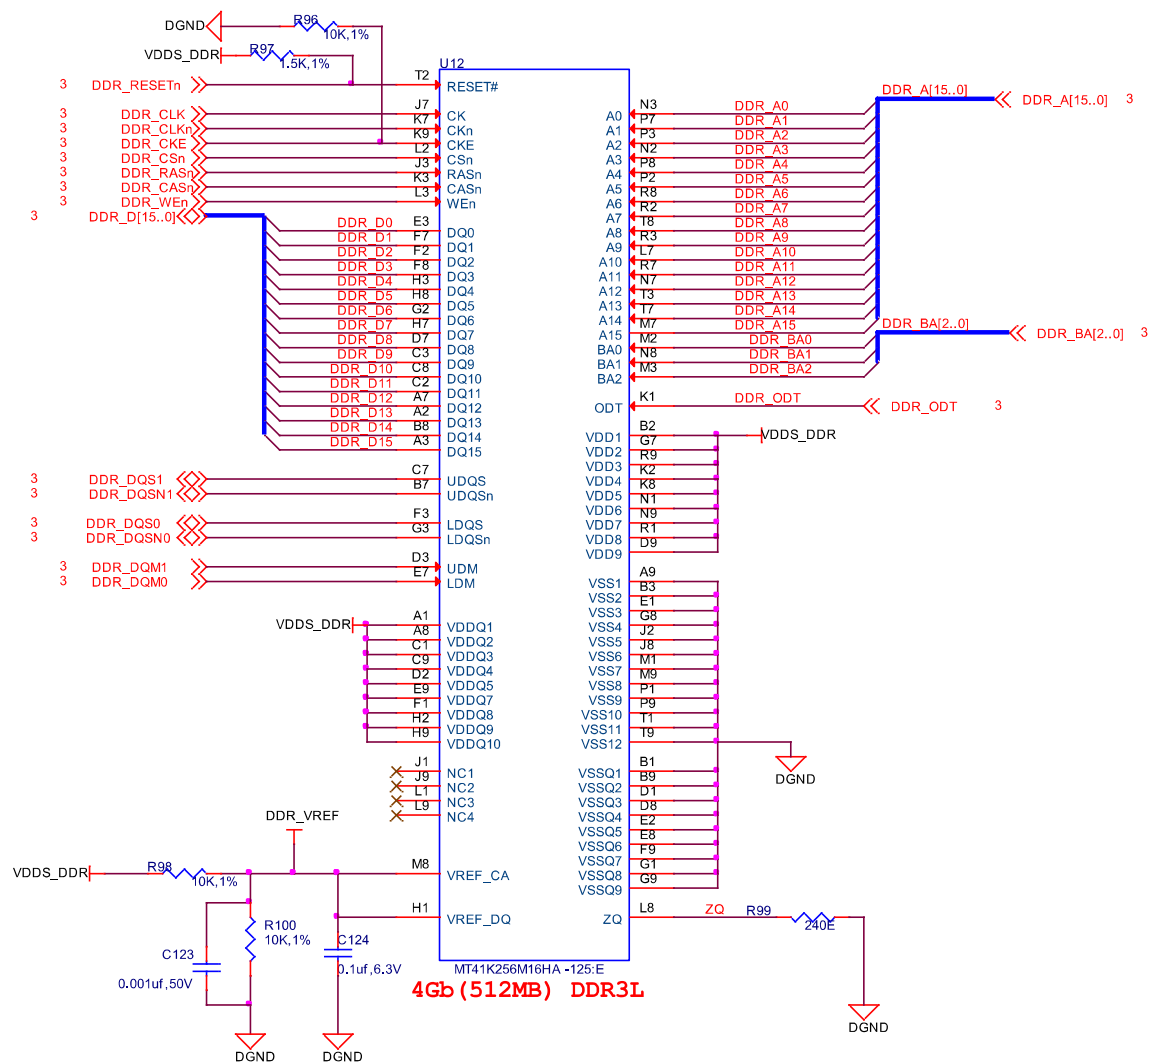 DGND R96
10K,1%
VDDS_DDR R97
1.5K,1%
U12
3 DDR_RESETn T2 RESET#
3 DDR_CLK J7 CK
3 DDR_CLKn K7 CKn
3 DDR_CKE K9 CKE
3 DDR_CSn L2 CSn
3 DDR_RASn J3 RASn
3 DDR_CASn K3 CASn
3 DDR_WEn L3 WEn
3 DDR_D[15..0]
DDR_D0 E3 DQ0
DDR_D1 F7 DQ1
DDR_D2 F2 DQ2
DDR_D3 F8 DQ3
DDR_D4 H3 DQ4
DDR_D5 H8 DQ5
DDR_D6 G2 DQ6
DDR_D7 H7 DQ7
DDR_D8 D7 DQ8
DDR_D9 C3 DQ9
DDR_D10 C8 DQ10
DDR_D11 C2 DQ11
DDR_D12 A7 DQ12
DDR_D13 A2 DQ13
DDR_D14 B8 DQ14
DDR_D15 A3 DQ15
3 DDR_DQS1 C7 UDQS
3 DDR_DQSN1 B7 UDQSn
3 DDR_DQS0 F3 LDQS
3 DDR_DQSN0 G3 LDQSn
3 DDR_DQM1 D3 UDM
3 DDR_DQM0 E7 LDM
VDDS_DDR A1 VDDQ1
A8 VDDQ2
C1 VDDQ3
C9 VDDQ4
D2 VDDQ5
E9 VDDQ7
F1 VDDQ8
H2 VDDQ9
H9 VDDQ10
J1 NC1
J9 NC2
L1 NC3
L9 NC4
DDR_VREF
VDDS_DDR R98 M8 VREF_CA
10K,1%
H1 VREF_DQ
R100
10K,1%
C123
0.001uf,50V
C124
0.1uf,6.3V
DGND DGND
DDR_A[15..0] DDR_A[15..0] 3
A0 N3 DDR_A0
A1 P7 DDR_A1
A2 P3 DDR_A2
A3 N2 DDR_A3
A4 P8 DDR_A4
A5 P2 DDR_A5
A6 R8 DDR_A6
A7 R2 DDR_A7
A8 T8 DDR_A8
A9 R3 DDR_A9
A10 L7 DDR_A10
A11 R7 DDR_A11
A12 N7 DDR_A12
A13 T3 DDR_A13
A14 T7 DDR_A14
A15 M7 DDR_A15
DDR_BA[2..0] DDR_BA[2..0] 3
BA0 M2 DDR_BA0
BA1 N8 DDR_BA1
BA2 M3 DDR_BA2
ODT K1 DDR_ODT DDR_ODT 3
VDD1 B2 VDDS_DDR
VDD2 G7
VDD3 R9
VDD4 K2
VDD5 K8
VDD6 N1
VDD7 N9
VDD8 R1
VDD9 D9
VSS1 A9
VSS2 B3
VSS3 E1
VSS4 G8
VSS5 J2
VSS6 J8
VSS7 M1
VSS8 M9
VSS9 P1
VSS10 P9
VSS11 T1
VSS12 T9
DGND
VSSQ1 B1
VSSQ2 B9
VSSQ3 D1
VSSQ4 D8
VSSQ5 E2
VSSQ6 E8
VSSQ7 F9
VSSQ8 G1
VSSQ9 G9
ZQ L8 ZQ R99
240E
DGND
MT41K256M16HA -125:E
4Gb(512MB) DDR3L